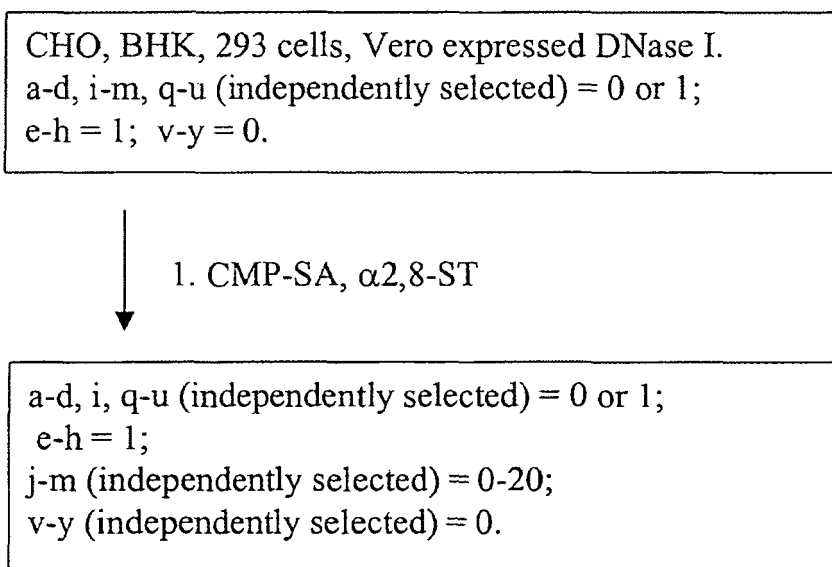 CHO, BHK, 293 cells, Vero expressed DNase I.
a-d, i-m, q-u (independently selected) = 0 or 1;
e-h = 1; v-y = 0.
1. CMP-SA, α2,8-ST
a-d, i, q-u (independently selected) = 0 or 1;
e-h = 1;
j-m (independently selected) = 0-20;
v-y (independently selected) = 0.